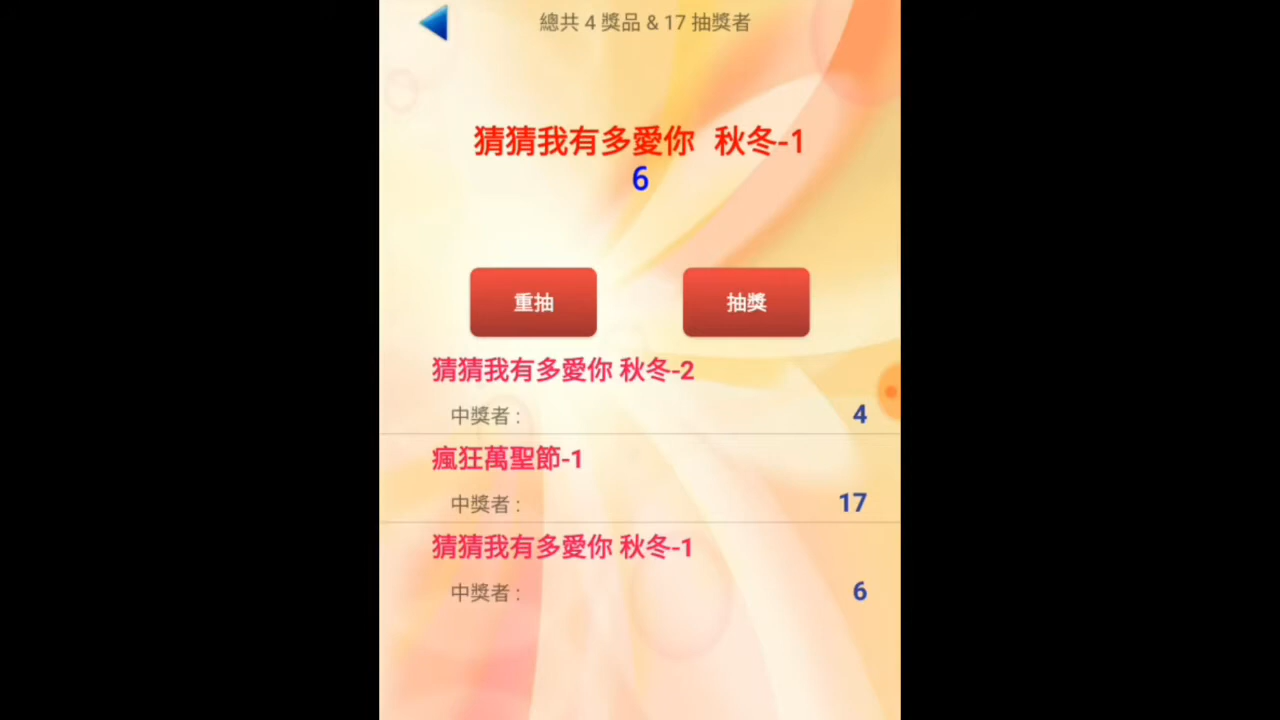 總共 4 獎品 & 17 抽獎者
猜猜我有多愛你 秋冬-1
6
重抽 抽獎
猜猜我有多愛你 秋冬-2
中獎者 : 4
瘋狂萬聖節-1
中獎者 : 17
猜猜我有多愛你 秋冬-1
中獎者 : 6